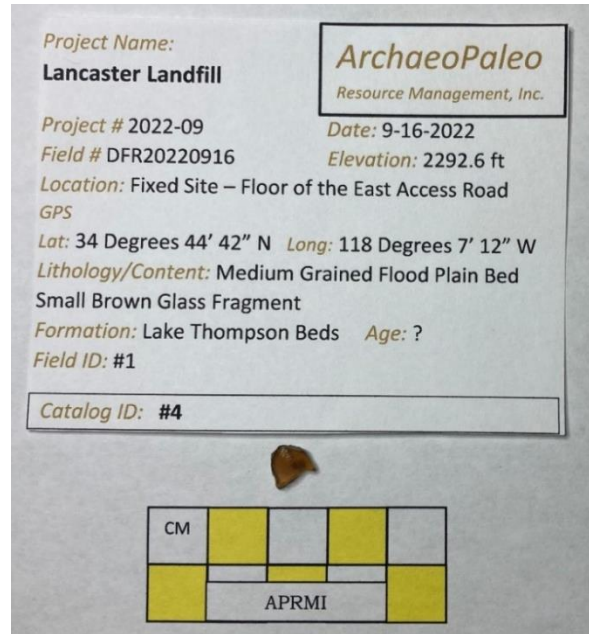 Project Name:
Lancaster Landfill
ArchaeoPaleo
Resource Management, Inc.
Project # 2022-09
Date: 9-16-2022
Field # DFR20220916
Elevation: 2292.6 ft
Location: Fixed Site – Floor of the East Access Road
GPS
Lat: 34 Degrees 44′ 42″ N Long: 118 Degrees 7′ 12″ W
Lithology/Content: Medium Grained Flood Plain Bed
Small Brown Glass Fragment
Formation: Lake Thompson Beds Age: ?
Field ID: #1
Catalog ID: #4
CM
APRMI